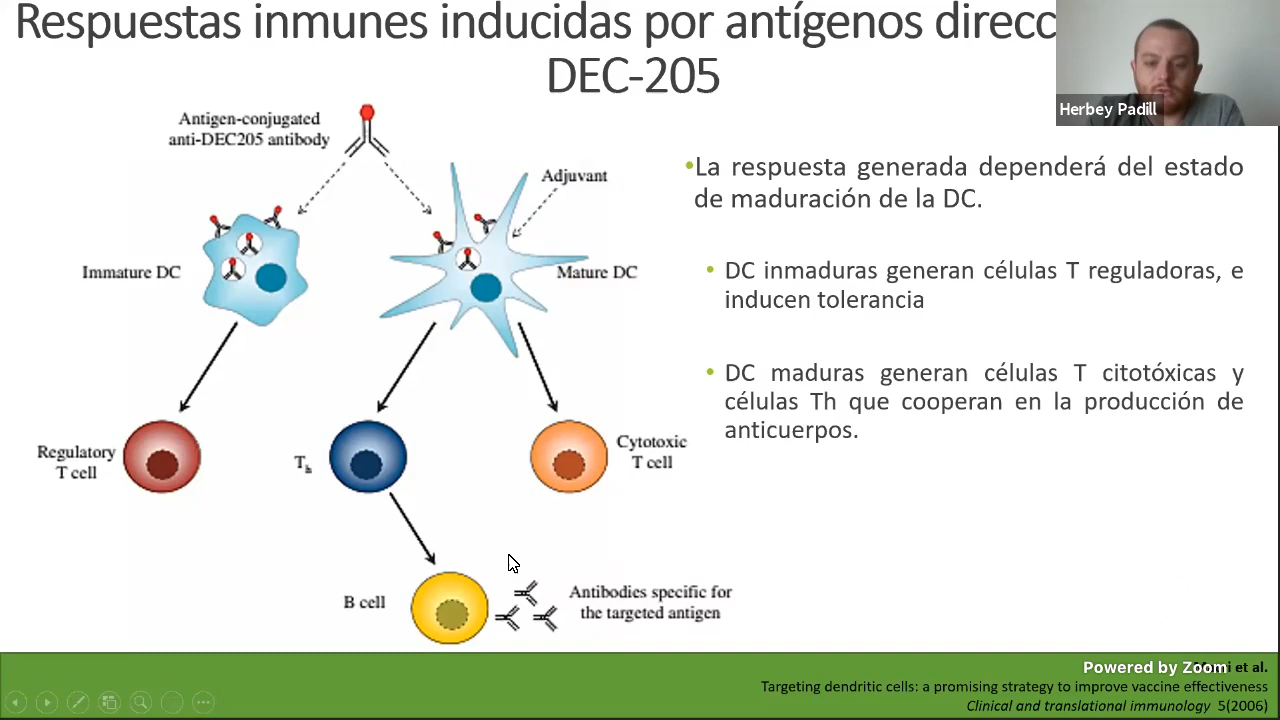 Respuestas inmunes inducidas por antígenos direcc
DEC-205
Herbey Padill
Antigen-conjugated
anti-DEC205 antibody
Adjuvant
Immature DC
Mature DC
Regulatory
T cell
Th
Cytotoxic
T cell
B cell
Antibodies specific for
the targeted antigen
•La respuesta generada dependerá del estado
de maduración de la DC.
• DC inmaduras generan células T reguladoras, e
inducen tolerancia
• DC maduras generan células T citotóxicas y
células Th que cooperan en la producción de
anticuerpos.
Powered by Zoom
et al.
Targeting dendritic cells: a promising strategy to improve vaccine effectiveness
Clinical and translational immunology 5(2006)